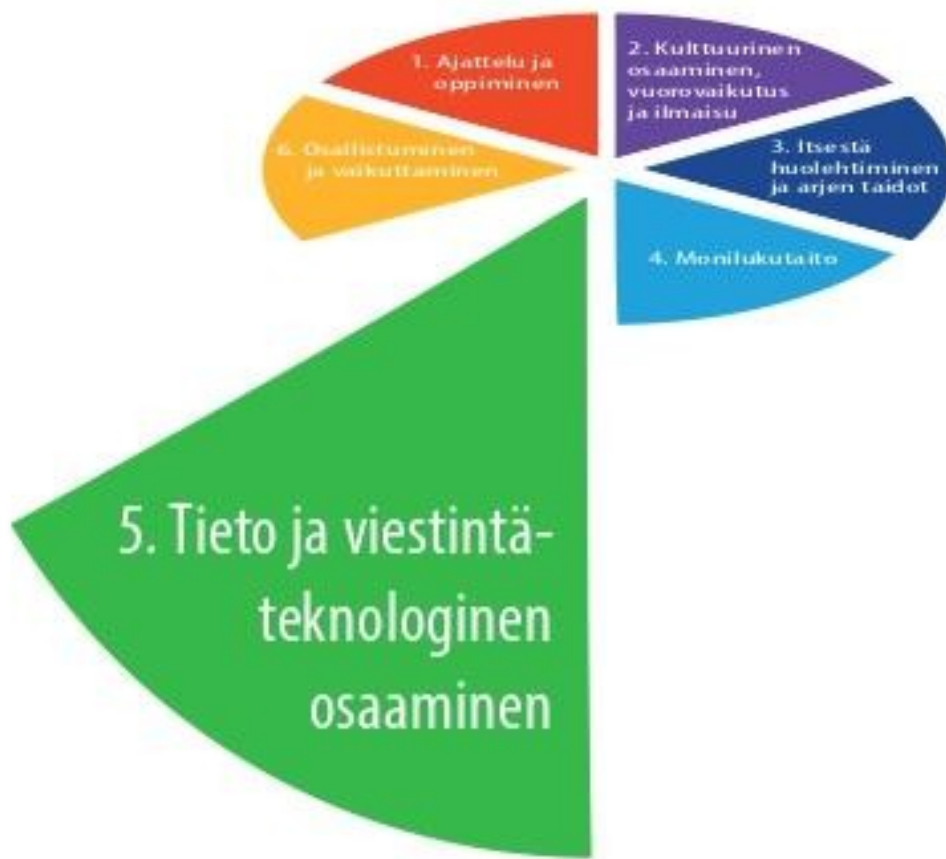 1. Ajattelu ja
oppiminen
2. Kulttuurinen
osaaminen,
vuorovaikutus
ja ilmaisu
3. Itsestä
huolehtiminen
ja arjen taidot
4. Monilukutaito
5. Tieto ja viestintä-
teknologinen
osaaminen
6. Osallistuminen
ja vaikuttaminen